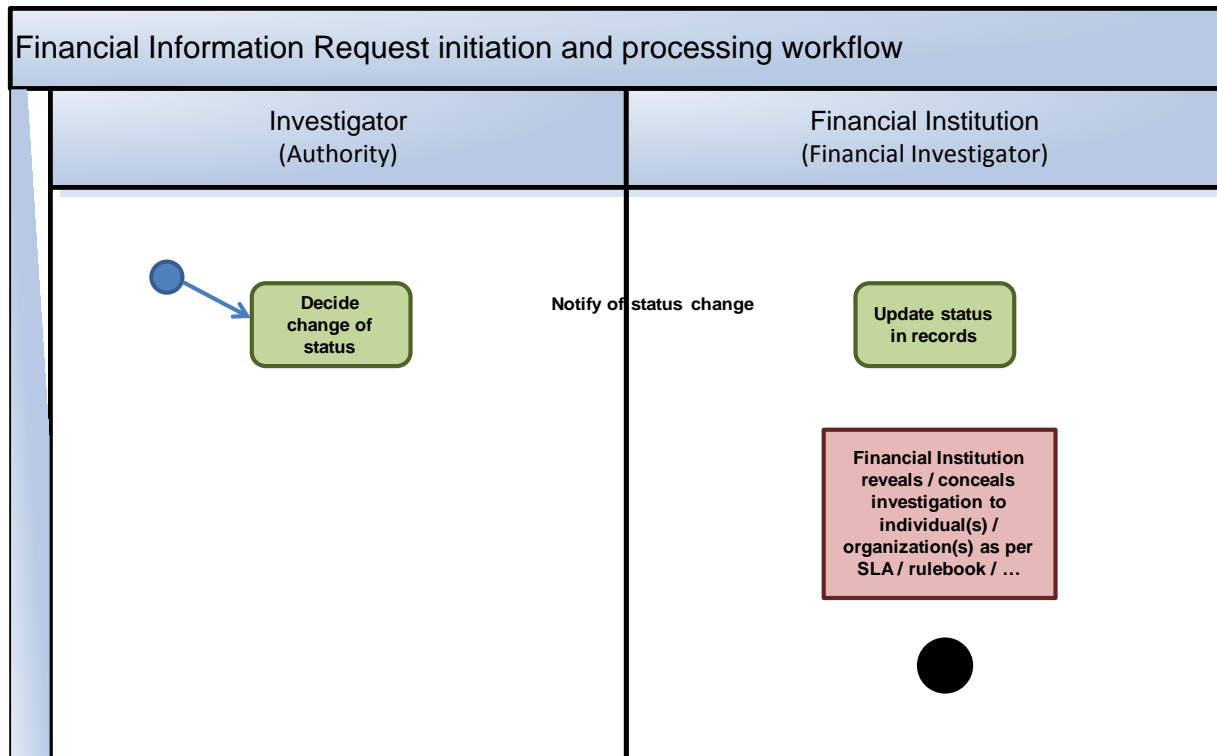 Financial Information Request initiation and processing workflow
Investigator
(Authority)
Financial Institution
(Financial Investigator)
Decide
change of
status
Notify of status change
Update status
in records
Financial Institution
reveals / conceals
investigation to
individual(s) /
organization(s) as per
SLA / rulebook / …